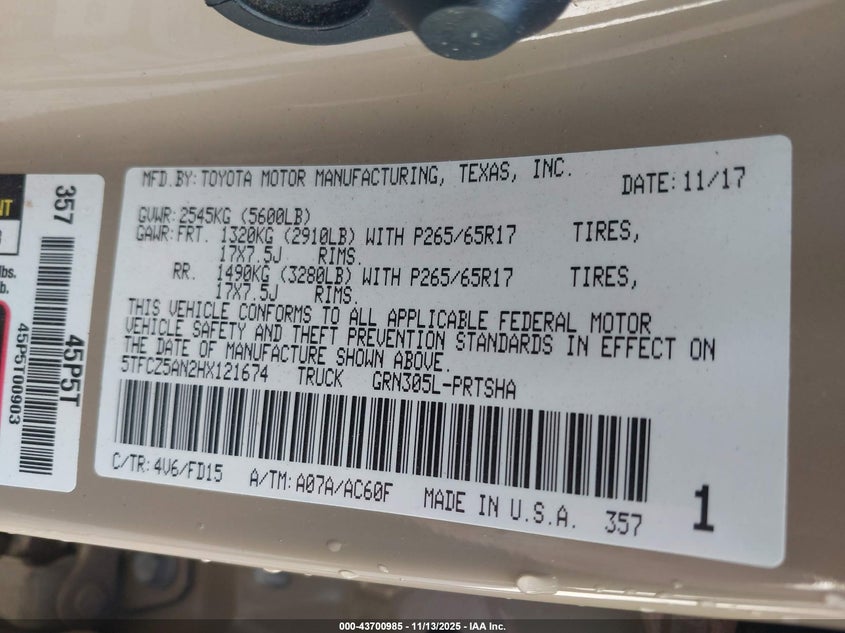 MFD.BY:TOYOTA MOTOR MANUFACTURING, TEXAS, INC. DATE:11/17
GVWR:2545KG (5600LB)
GAWR:FRT. 1320KG (2910LB) WITH P265/65R17 TIRES,
17X7.5J RIMS.
RR. 1490KG (3280LB) WITH P265/65R17 TIRES,
17X7.5J RIMS.
THIS VEHICLE CONFORMS TO ALL APPLICABLE FEDERAL MOTOR
VEHICLE SAFETY AND THEFT PREVENTION STANDARDS IN EFFECT ON
THE DATE OF MANUFACTURE SHOWN ABOVE.
5TFCZ5AN2HX121674 TRUCK GRN305L-PRTSHA
C/TR:4V6/FD15 A/TM:A07A/AC60F MADE IN U.S.A. 357 1
357
45P5T
45P5T00903
NT
lbs.
b.
000-43700985 - 11/13/2025 - IAA Inc.